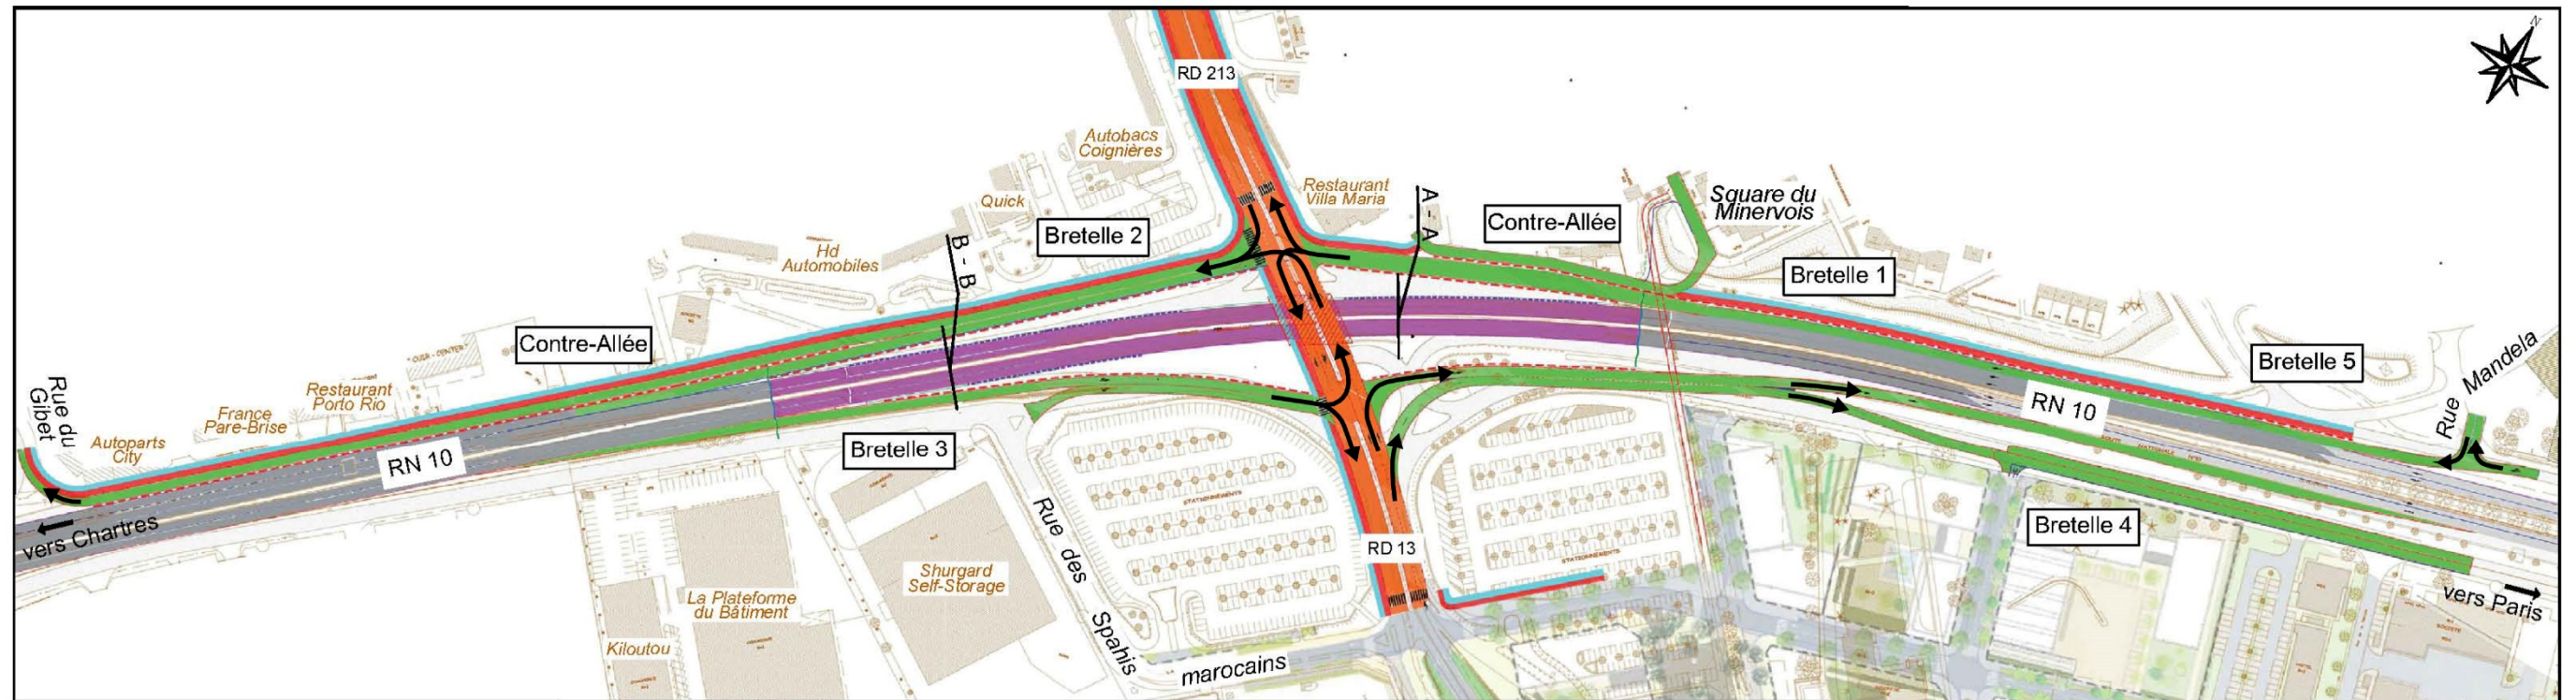 N
RD 213
Autobacs
Coignières
Quick
Restaurant
Villa Maria
A - A
Contre-Allée
Square du
Minervois
Bretelle 2
B - B
Hd
Automobiles
Bretelle 1
Contre-Allée
Bretelle 5
Rue Mandela
Rue du
Gibet
Restaurant
Porto Rio
France
Pare-Brise
Autoparts
City
RN 10
RN 10
Bretelle 3
vers Chartres
STATIONNEMENTS
STATIONNEMENTS
Bretelle 4
RD 13
Rue des Spahis marocains
Shurgard
Self-Storage
La Plateforme
du Bâtiment
Kiloutou
vers Paris